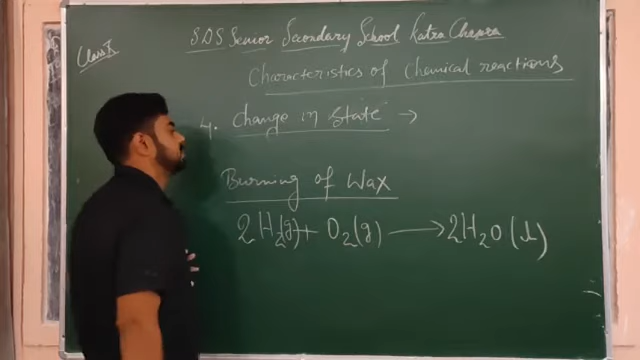 SDS Senior Secondary School Katra Chapra
Class X
Characteristics of chemical reactions
4. Change in State →
Burning of Wax
2H₂(g) + O₂(g) → 2H₂O(l)